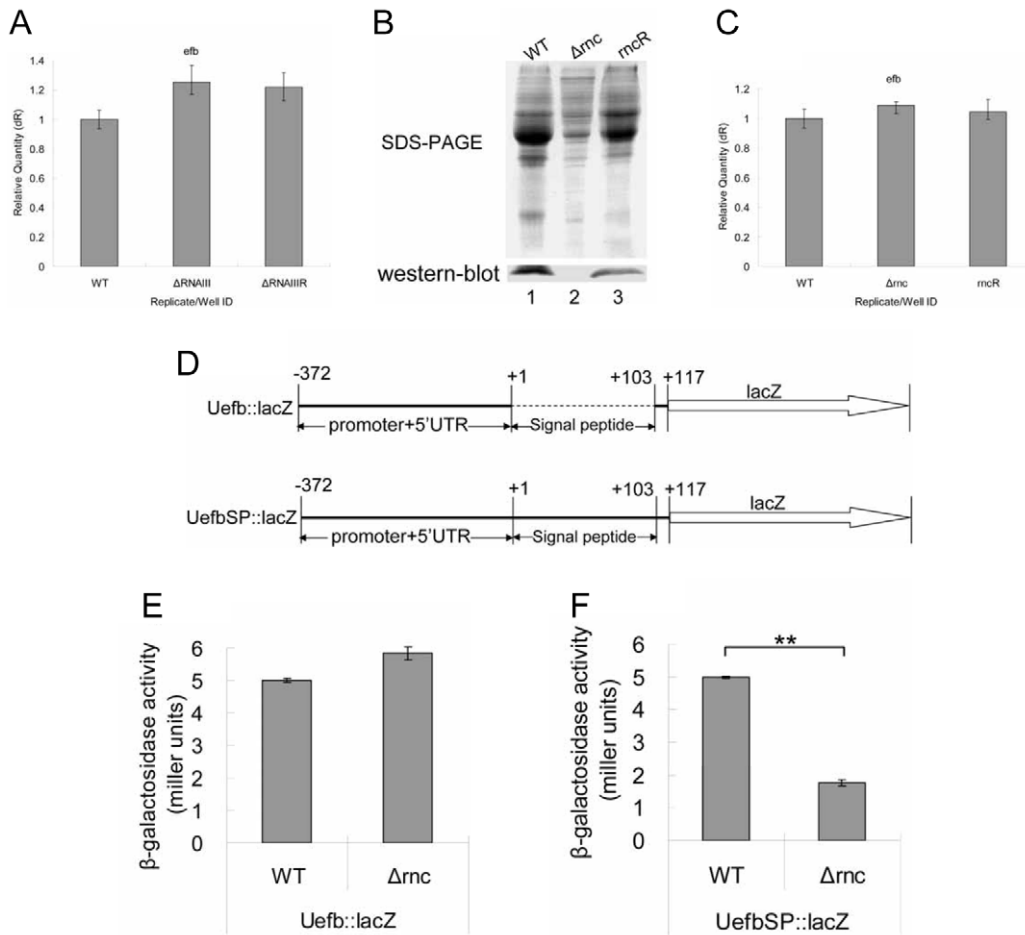 A
efb
Relative Quantity (dR)
1.4
1.2
1
0.8
0.6
0.4
0.2
0
WT
ΔRNAIII
ΔRNAIIIR
Replicate/Well ID
B
WT
Δrnc
rncR
SDS-PAGE
western-blot
1
2
3
C
efb
Relative Quantity (dR)
1.4
1.2
1
0.8
0.6
0.4
0.2
0
WT
Δrnc
rncR
Replicate/Well ID
D
-372
+1
+103
+117
lacZ
Uefb::lacZ
promoter+5'UTR
Signal peptide
-372
+1
+103
+117
lacZ
UefbSP::lacZ
promoter+5'UTR
Signal peptide
E
β-galactosidase activity
(miller units)
6
5
4
3
2
1
0
WT
Δrnc
Uefb::lacZ
F
β-galactosidase activity
(miller units)
6
5
4
3
2
1
0
**
WT
Δrnc
UefbSP::lacZ